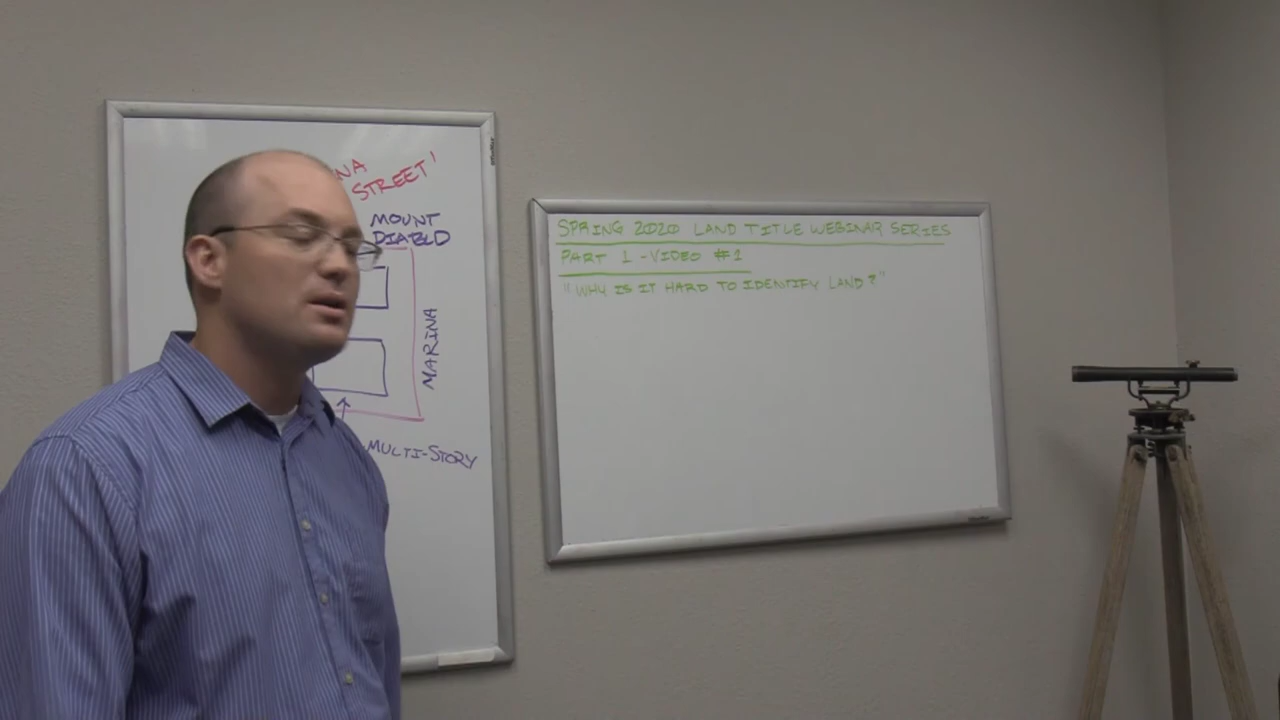 NA
STREET'
MOUNT
DIABLO
MARINA
MULTI-STORY
SPRING 2020 LAND TITLE WEBINAR SERIES
PART 1 - VIDEO #1
"WHY IS IT HARD TO IDENTIFY LAND?"